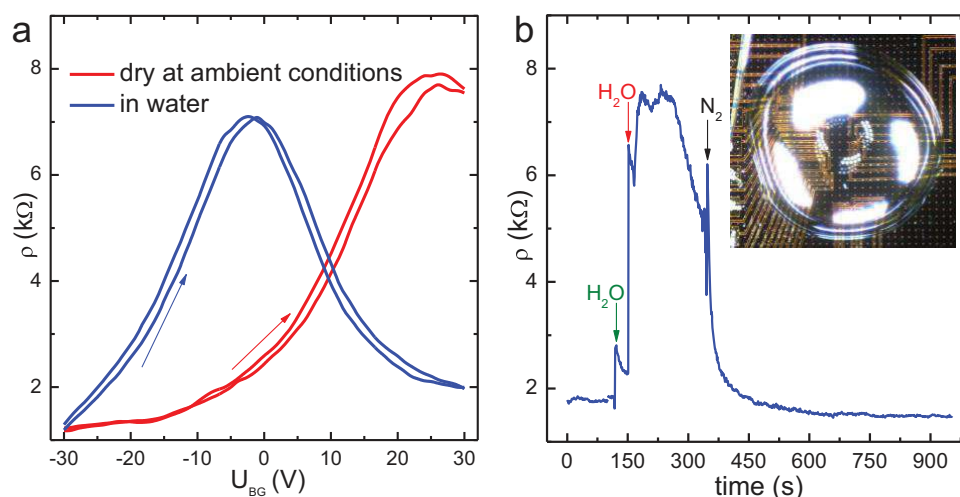 a
dry at ambient conditions
in water
ρ (kΩ)
8
6
4
2
-30
-20
-10
0
10
20
30
U_BG (V)
b
H₂O
H₂O
N₂
ρ (kΩ)
8
6
4
2
0
150
300
450
600
750
900
time (s)